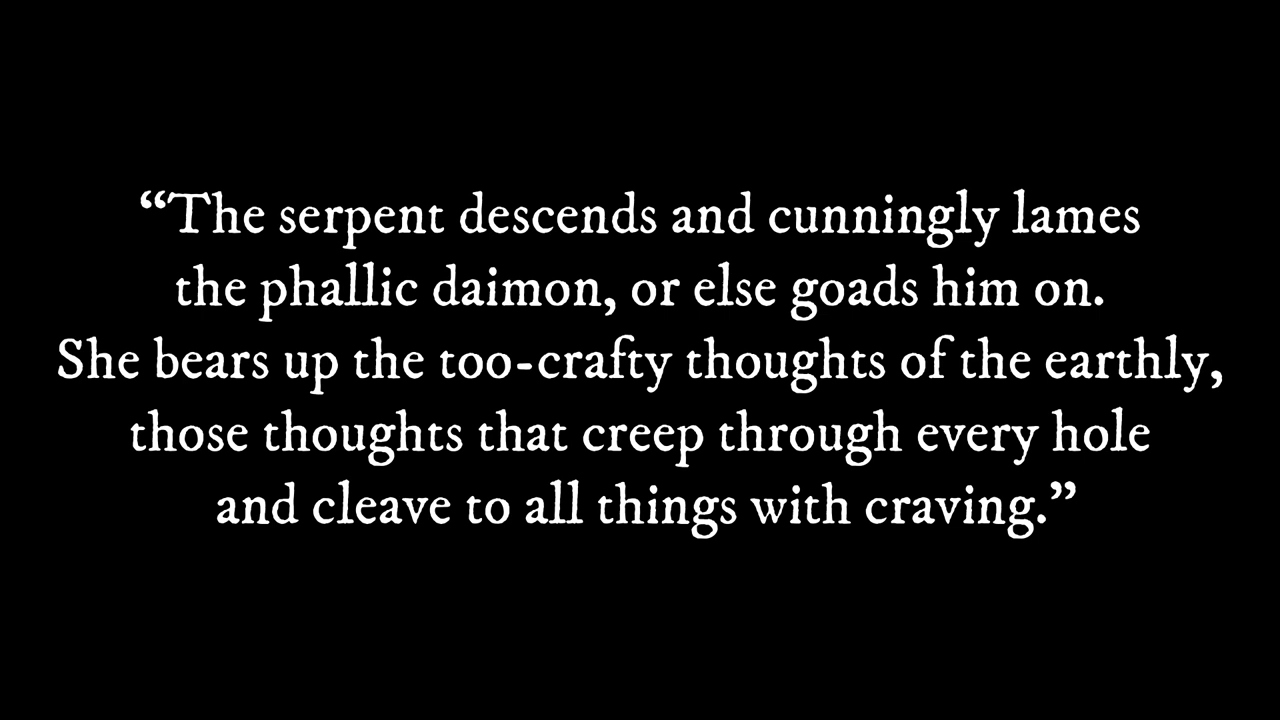 “The serpent descends and cunningly lames
the phallic daimon, or else goads him on.
She bears up the too-crafty thoughts of the earthly,
those thoughts that creep through every hole
and cleave to all things with craving.”